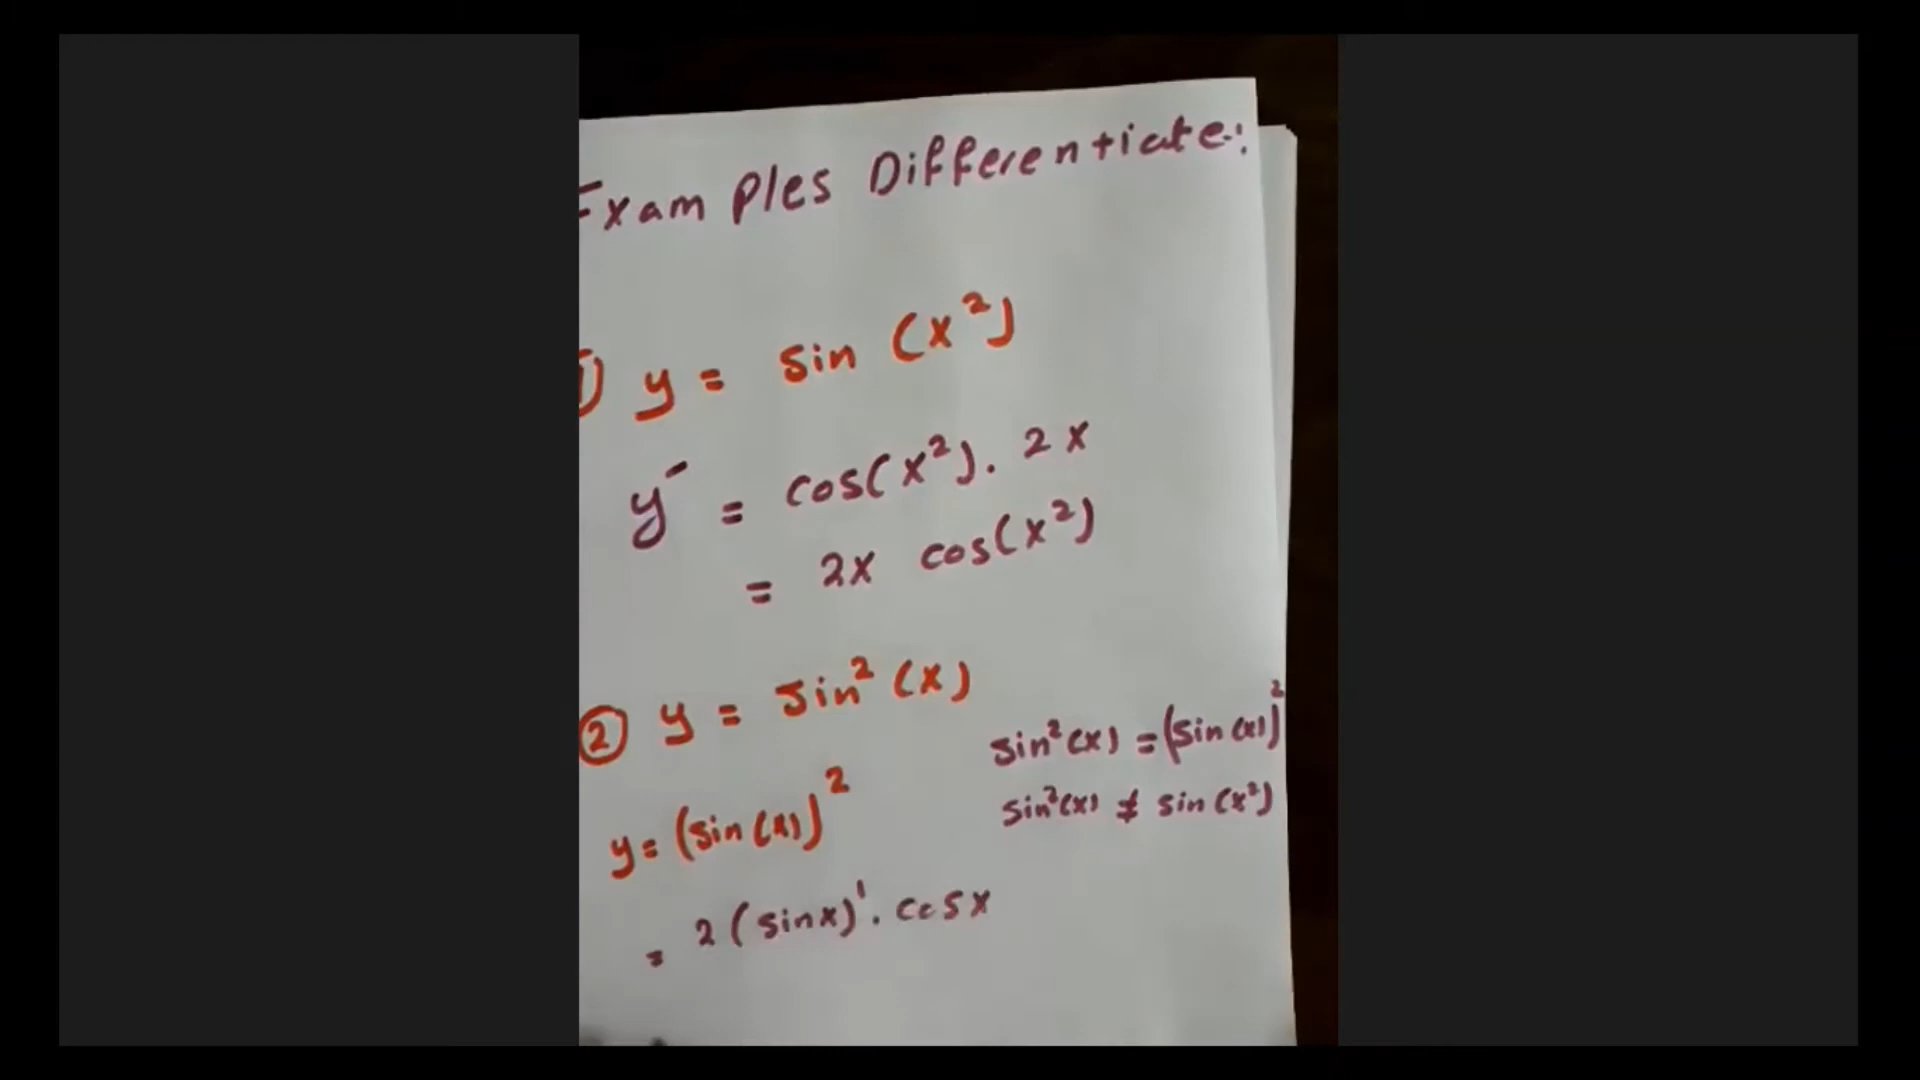 Examples Differentiate:
① y = sin (x²)
y′ = cos(x²). 2x
= 2x cos(x²)
② y = sin² (x)
sin²(x) = (sin(x))²
sin²(x) ≠ sin(x²)
y = (sin(x))²
= 2(sinx)¹. cosx